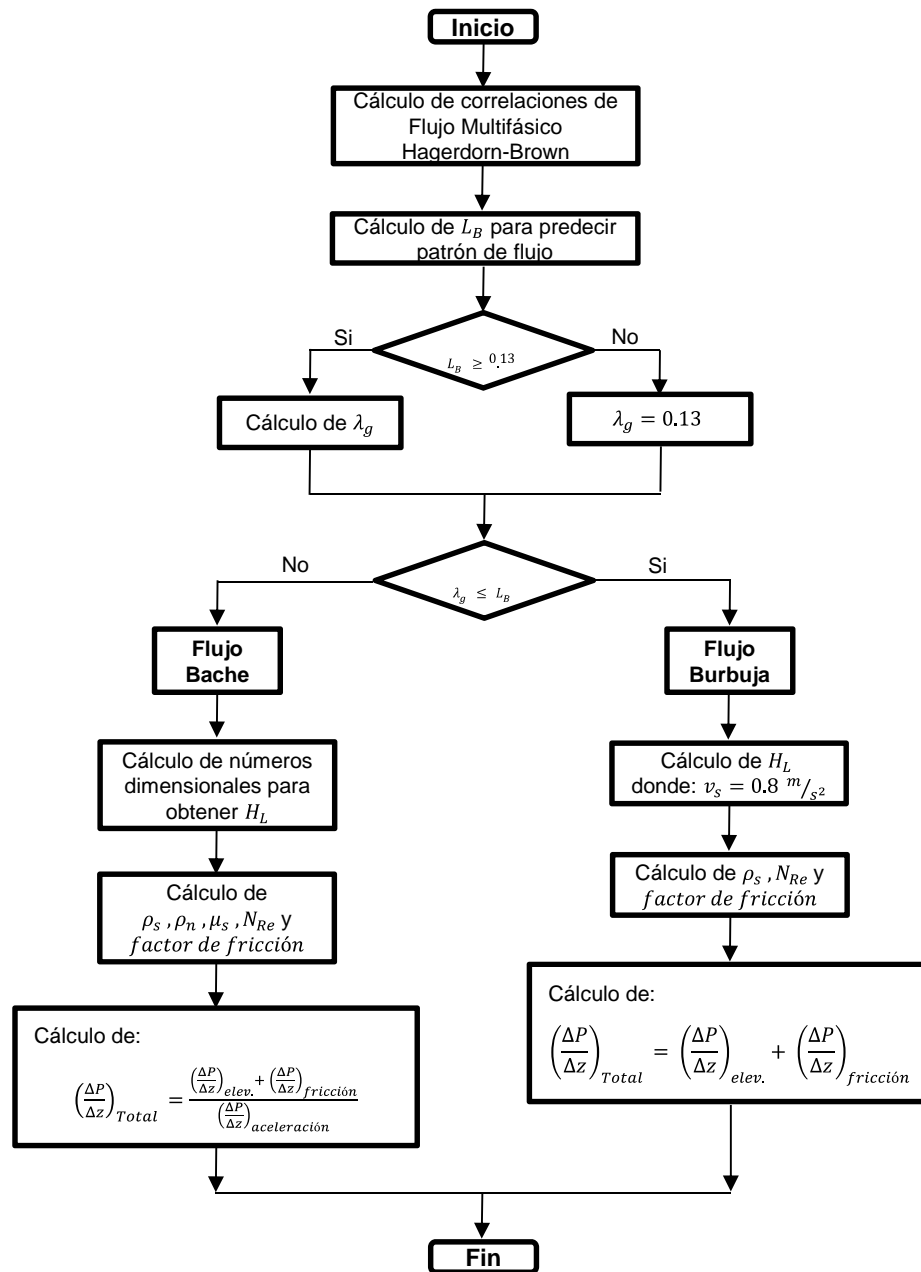 Inicio
Cálculo de correlaciones de
Flujo Multifásico
Hagerdorn-Brown
Cálculo de L_B para predecir
patrón de flujo
Si
No
L_B ≥ 0.13
Cálculo de λ_g
λ_g = 0.13
No
Si
λ_g ≤ L_B
Flujo
Bache
Flujo
Burbuja
Cálculo de números
dimensionales para
obtener H_L
Cálculo de H_L
donde: v_s = 0.8 m/s²
Cálculo de
ρ_s , ρ_n , μ_s , N_Re y
factor de fricción
Cálculo de ρ_s , N_Re y
factor de fricción
Cálculo de:
(ΔP/Δz)_Total = ((ΔP/Δz)_elev. + (ΔP/Δz)_fricción) / (ΔP/Δz)_aceleración
Cálculo de:
(ΔP/Δz)_Total = (ΔP/Δz)_elev. + (ΔP/Δz)_fricción
Fin